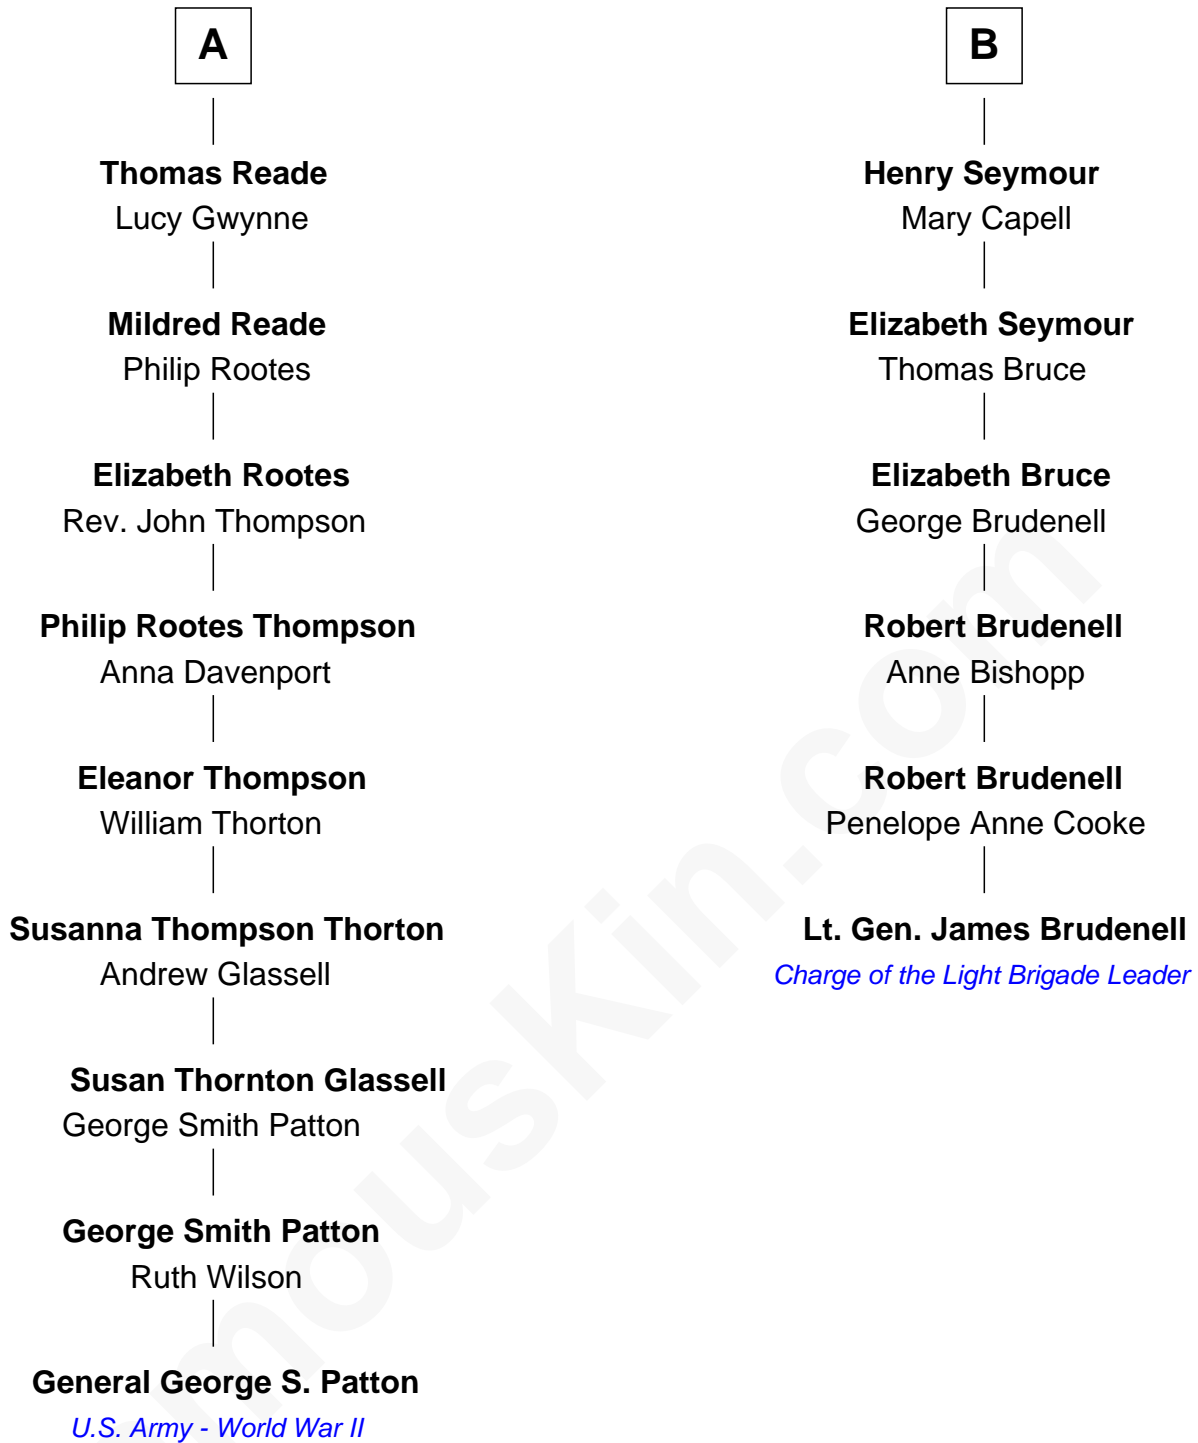 A
Thomas Reade
Lucy Gwynne
Mildred Reade
Philip Rootes
Elizabeth Rootes
Rev. John Thompson
Philip Rootes Thompson
Anna Davenport
Eleanor Thompson
William Thorton
Susanna Thompson Thorton
Andrew Glassell
Susan Thornton Glassell
George Smith Patton
George Smith Patton
Ruth Wilson
General George S. Patton
U.S. Army - World War II
B
Henry Seymour
Mary Capell
Elizabeth Seymour
Thomas Bruce
Elizabeth Bruce
George Brudenell
Robert Brudenell
Anne Bishopp
Robert Brudenell
Penelope Anne Cooke
Lt. Gen. James Brudenell
Charge of the Light Brigade Leader
mousKin.com